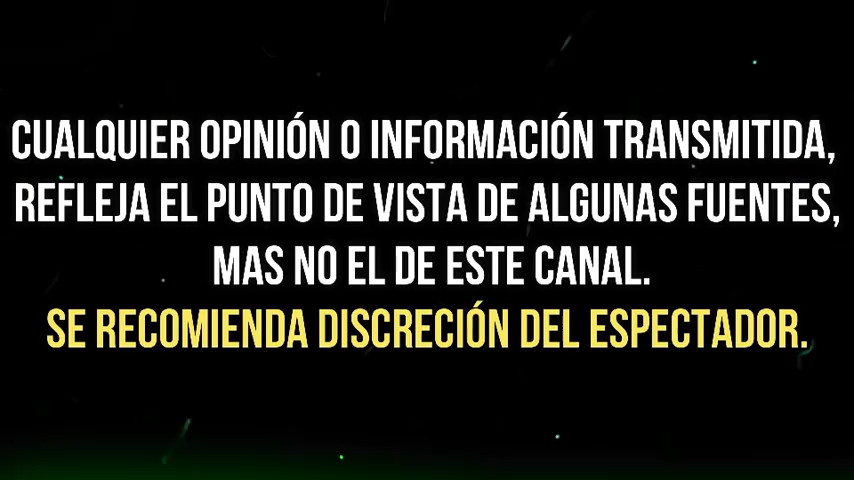 CUALQUIER OPINIÓN O INFORMACIÓN TRANSMITIDA,
REFLEJA EL PUNTO DE VISTA DE ALGUNAS FUENTES,
MAS NO EL DE ESTE CANAL.
SE RECOMIENDA DISCRECIÓN DEL ESPECTADOR.